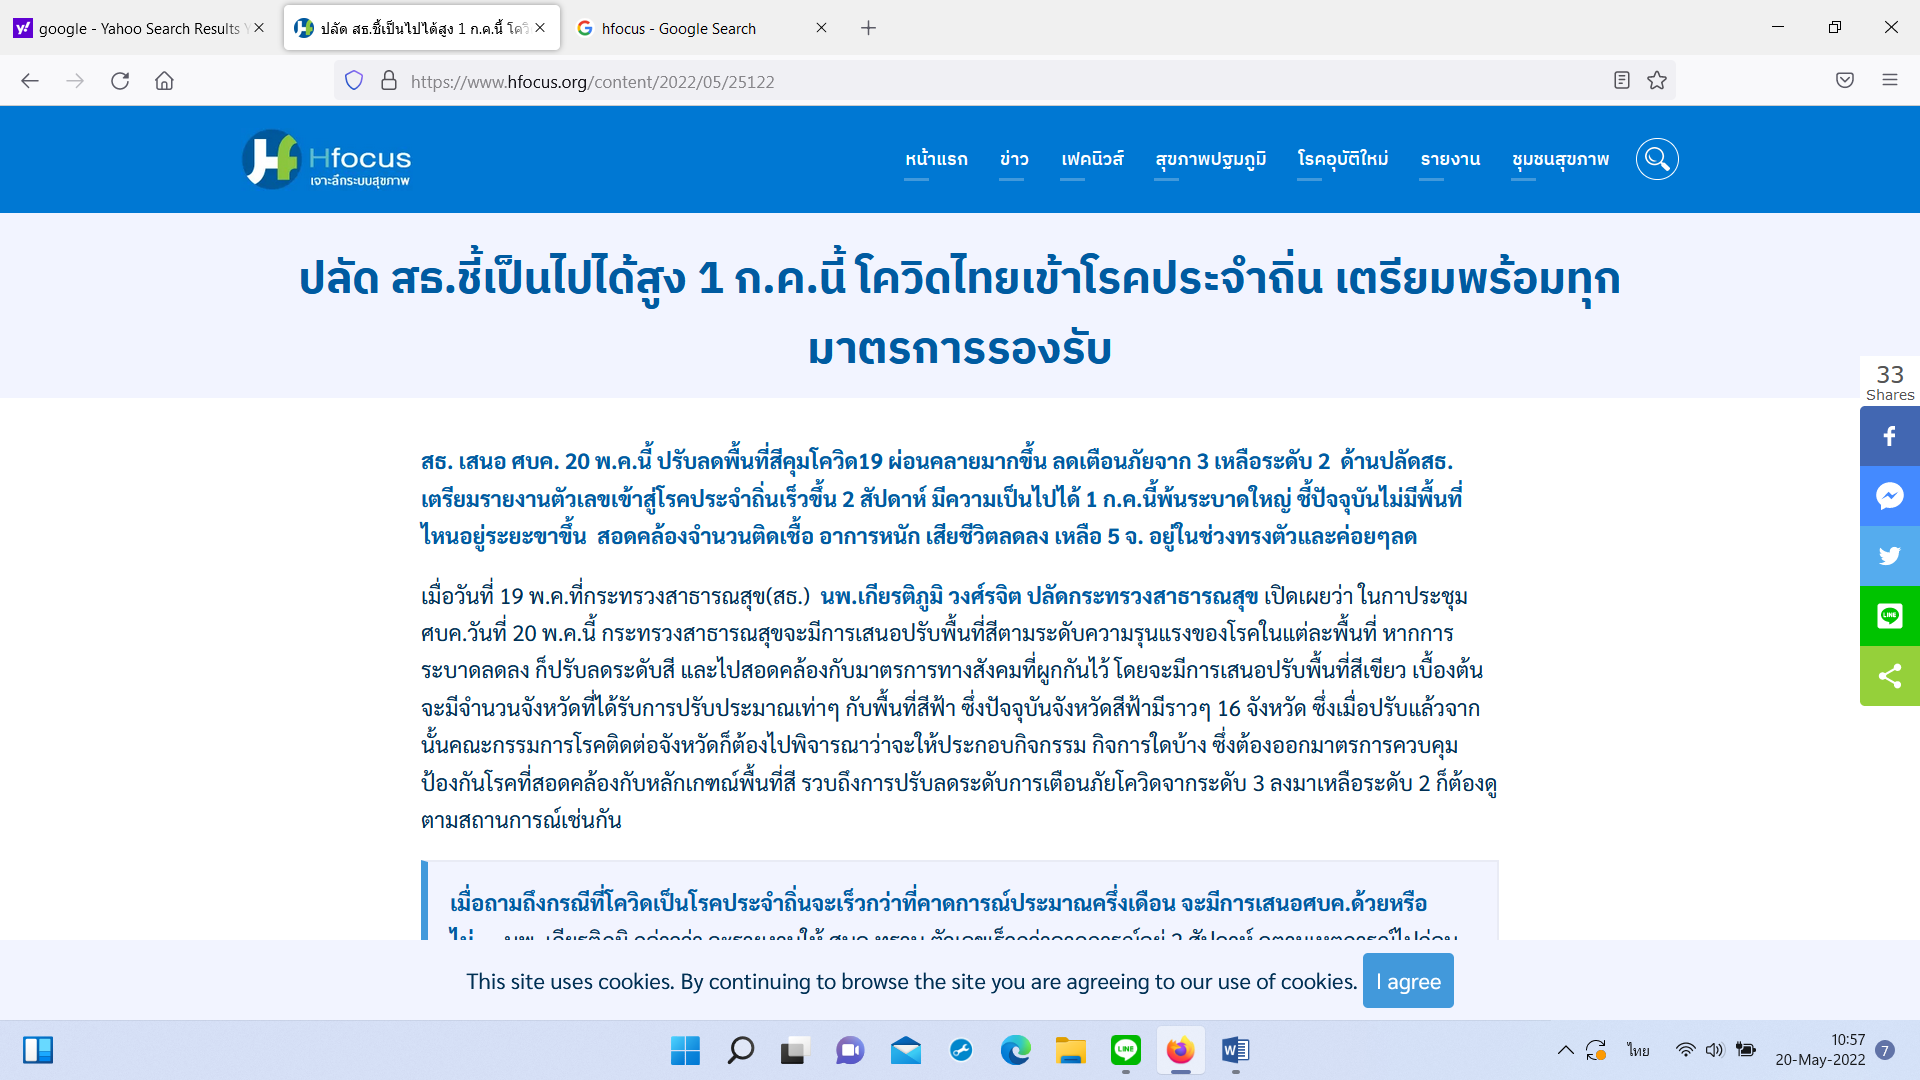 google - Yahoo Search Results
ปลัด สธ.ชี้เป็นไปได้สูง 1 ก.ค.นี้ โควิ
hfocus - Google Search
https://www.hfocus.org/content/2022/05/25122
Hfocus
เจาะลึกระบบสุขภาพ
หน้าแรก ข่าว เฟคนิวส์ สุขภาพปฐมภูมิ โรคอุบัติใหม่ รายงาน ชุมชนสุขภาพ
ปลัด สธ.ชี้เป็นไปได้สูง 1 ก.ค.นี้ โควิดไทยเข้าโรคประจำถิ่น เตรียมพร้อมทุก
มาตรการรองรับ
33
Shares
สธ. เสนอ ศบค. 20 พ.ค.นี้ ปรับลดพื้นที่สีคุมโควิด19 ผ่อนคลายมากขึ้น ลดเตือนภัยจาก 3 เหลือระดับ 2 ด้านปลัดสธ.
เตรียมรายงานตัวเลขเข้าสู่โรคประจำถิ่นเร็วขึ้น 2 สัปดาห์ มีความเป็นไปได้ 1 ก.ค.นี้พ้นระบาดใหญ่ ชี้ปัจจุบันไม่มีพื้นที่
ไหนอยู่ระยะขาขึ้น สอดคล้องจำนวนติดเชื้อ อาการหนัก เสียชีวิตลดลง เหลือ 5 จ. อยู่ในช่วงทรงตัวและค่อยๆลด
เมื่อวันที่ 19 พ.ค.ที่กระทรวงสาธารณสุข(สธ.) นพ.เกียรติภูมิ วงศ์รจิต ปลัดกระทรวงสาธารณสุข เปิดเผยว่า ในกาประชุม
ศบค.วันที่ 20 พ.ค.นี้ กระทรวงสาธารณสุขจะมีการเสนอปรับพื้นที่สีตามระดับความรุนแรงของโรคในแต่ละพื้นที่ หากการ
ระบาดลดลง ก็ปรับลดระดับสี และไปสอดคล้องกับมาตรการทางสังคมที่ผูกกันไว้ โดยจะมีการเสนอปรับพื้นที่สีเขียว เบื้องต้น
จะมีจำนวนจังหวัดที่ได้รับการปรับประมาณเท่าๆ กับพื้นที่สีฟ้า ซึ่งปัจจุบันจังหวัดสีฟ้ามีราวๆ 16 จังหวัด ซึ่งเมื่อปรับแล้วจาก
นั้นคณะกรรมการโรคติดต่อจังหวัดก็ต้องไปพิจารณาว่าจะให้ประกอบกิจกรรม กิจการใดบ้าง ซึ่งต้องออกมาตรการควบคุม
ป้องกันโรคที่สอดคล้องกับหลักเกฑณ์พื้นที่สี รวบถึงการปรับลดระดับการเตือนภัยโควิดจากระดับ 3 ลงมาเหลือระดับ 2 ก็ต้องดู
ตามสถานการณ์เช่นกัน
เมื่อถามถึงกรณีที่โควิดเป็นโรคประจำถิ่นจะเร็วกว่าที่คาดการณ์ประมาณครึ่งเดือน จะมีการเสนอศบค.ด้วยหรือ
This site uses cookies. By continuing to browse the site you are agreeing to our use of cookies. I agree
LINE
ไทย
10:57
20-May-2022
7